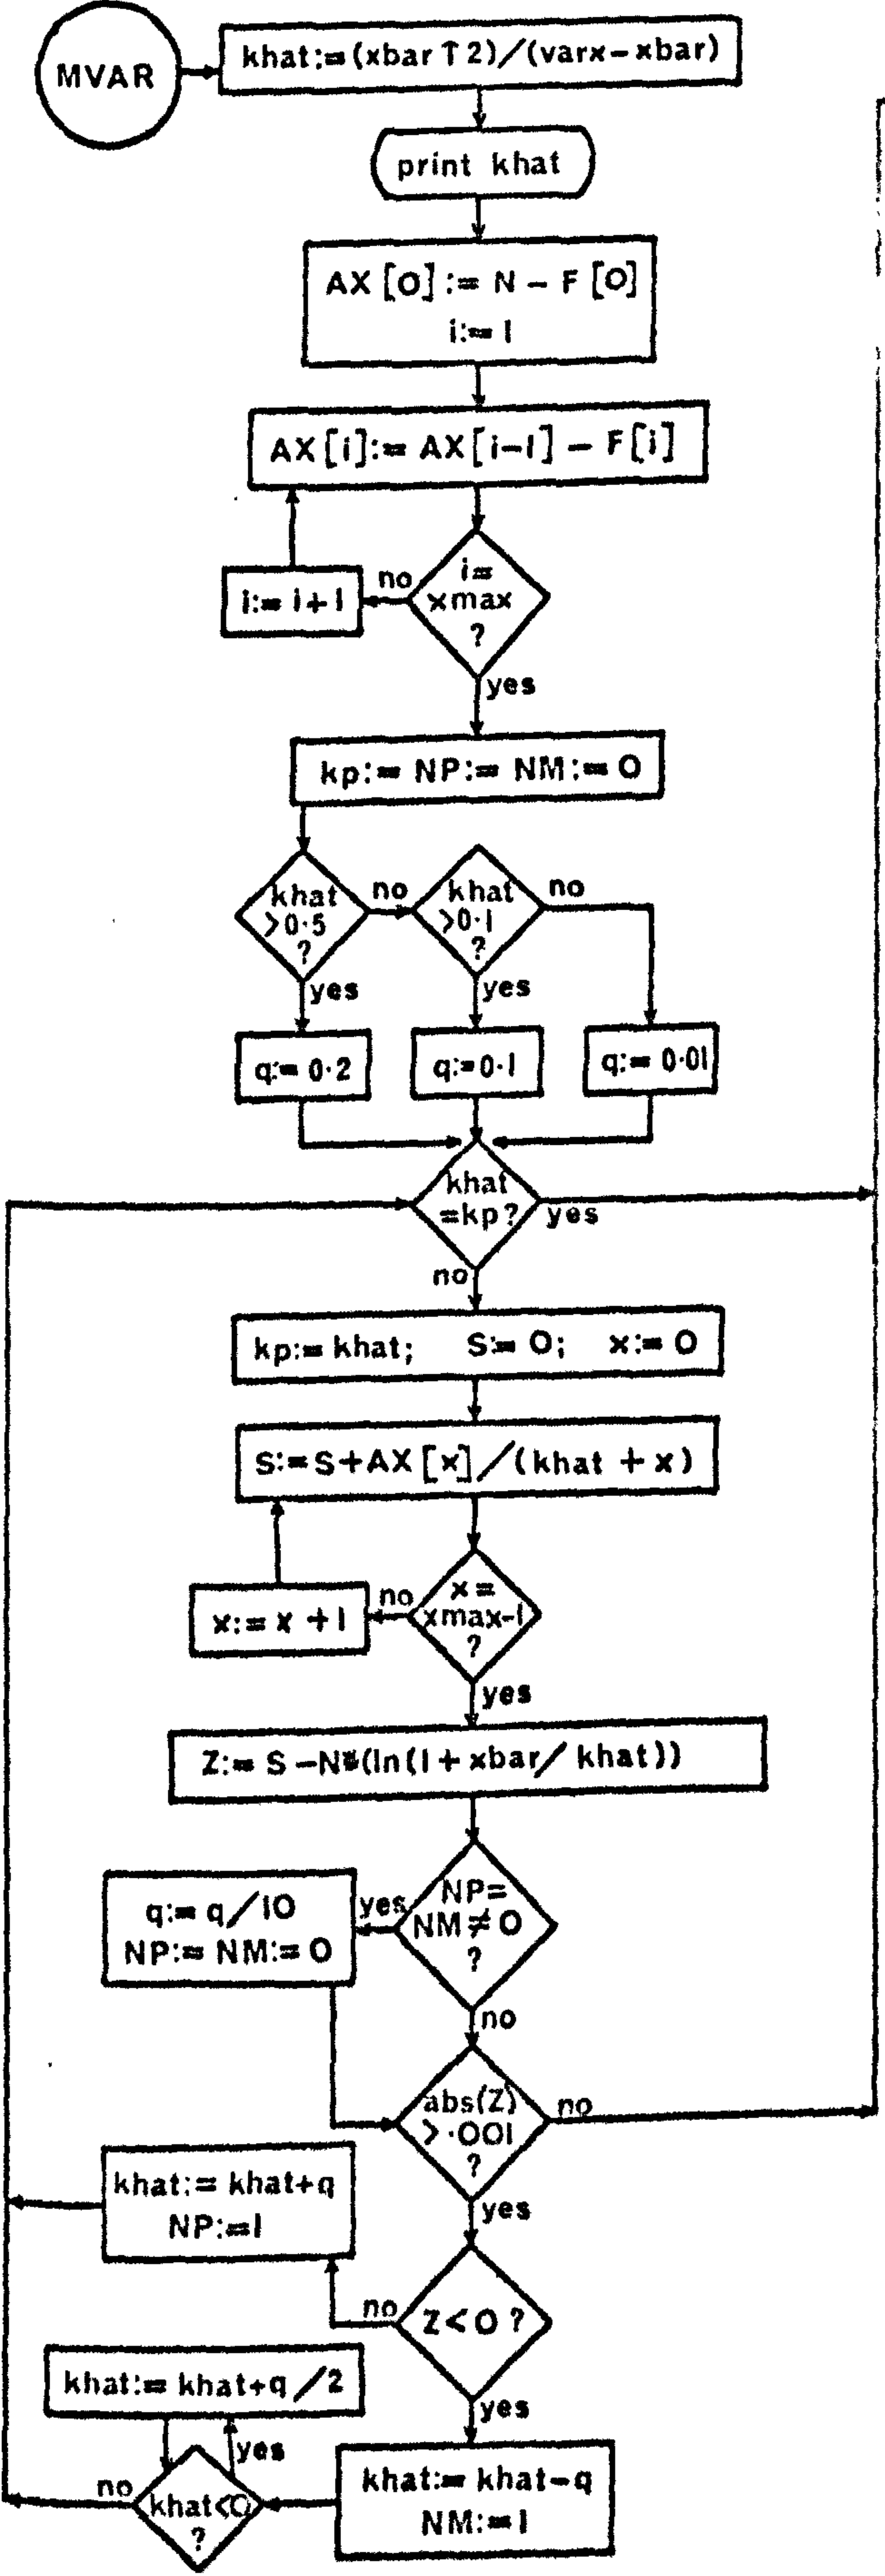 MVAR
khat:=(xbar↑2)/(varx-xbar)
print khat
AX[0]:= N - F[0]
i:= 1
AX[i]:= AX[i-1] - F[i]
i=
xmax
?
no
i:= i+1
yes
kp:= NP:= NM:= 0
khat
>0·5
?
no
khat
>0·1
?
no
yes
yes
q:= 0·2
q:=0·1
q:= 0·01
khat
=kp?
yes
no
kp:= khat; S:= 0; x:= 0
S:=S+AX[x]/(khat + x)
x=
xmax-1
?
no
x:= x +1
yes
Z:= S-N*(ln(1+xbar/khat))
NP=
NM≠0
?
yes
q:= q/10
NP:= NM:= 0
no
abs(Z)
>·001
?
no
yes
khat:= khat+q
NP:=1
Z<0 ?
no
yes
khat:= khat+q/2
yes
khat:= khat-q
NM:=1
khat<0
?
no